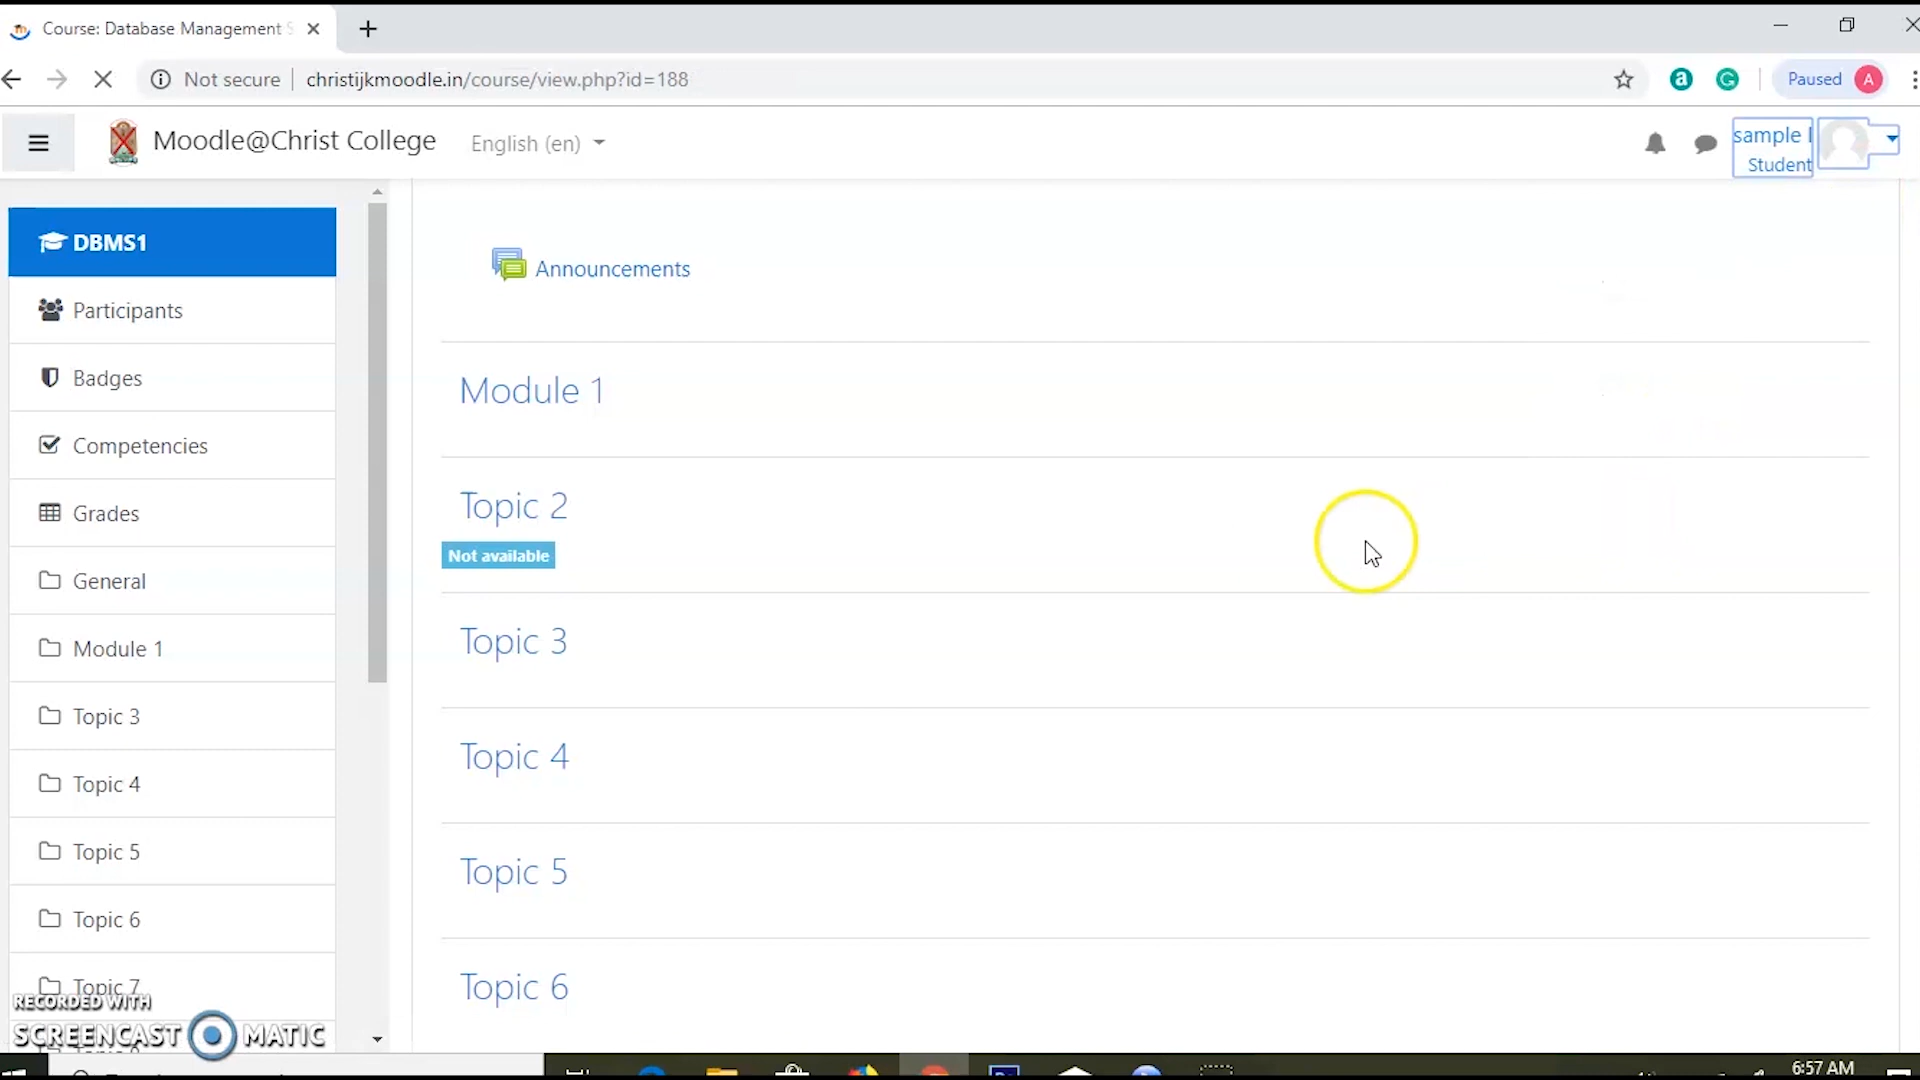 Course: Database Management S
Not secure
christijkmoodle.in/course/view.php?id=188
Paused
A
Moodle@Christ College
English (en)
sample l
Student
DBMS1
Participants
Badges
Competencies
Grades
General
Module 1
Topic 3
Topic 4
Topic 5
Topic 6
Topic 7
Announcements
Module 1
Topic 2
Not available
Topic 3
Topic 4
Topic 5
Topic 6
RECORDED WITH
SCREENCAST MATIC
6:57 AM